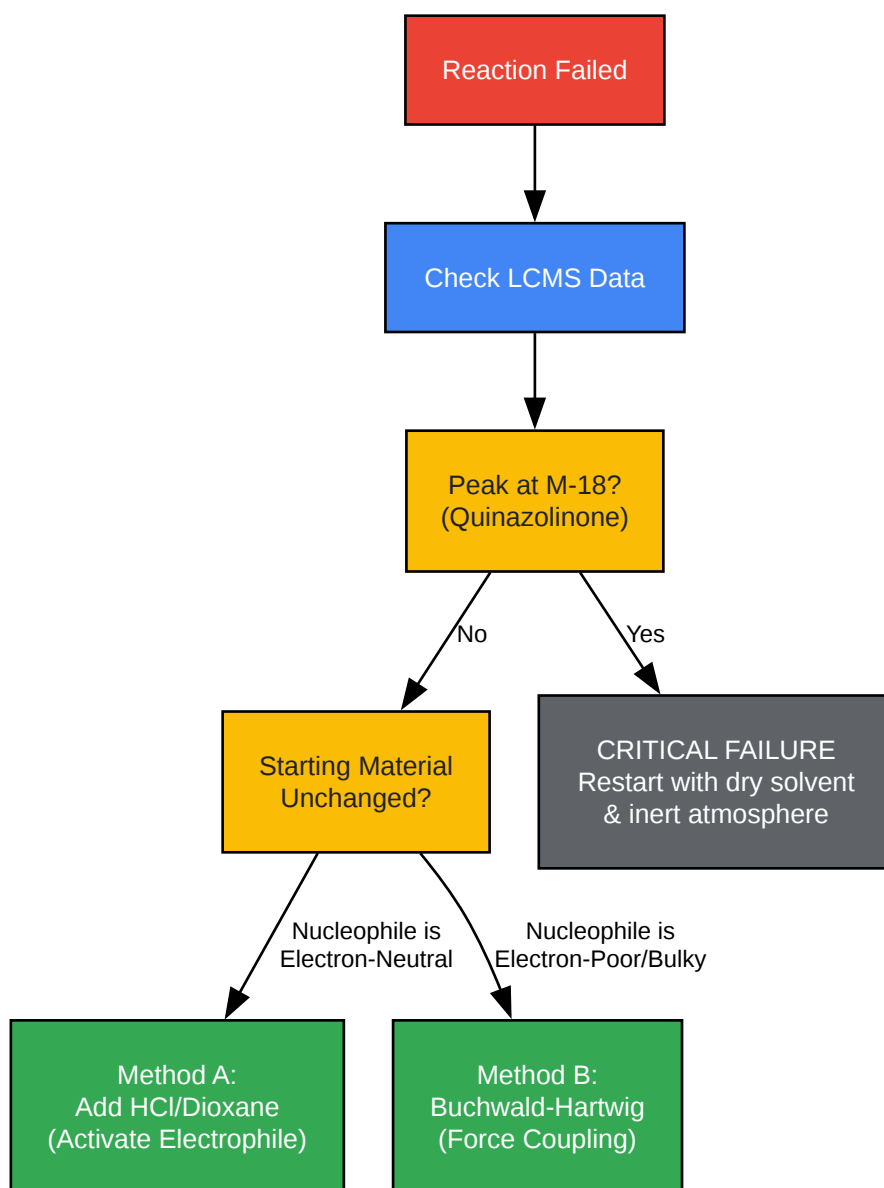 Reaction Failed
Check LCMS Data
Peak at M-18?
(Quinazolinone)
No
Yes
Starting Material
Unchanged?
CRITICAL FAILURE
Restart with dry solvent
& inert atmosphere
Nucleophile is
Electron-Neutral
Nucleophile is
Electron-Poor/Bulky
Method A:
Add HCl/Dioxane
(Activate Electrophile)
Method B:
Buchwald-Hartwig
(Force Coupling)